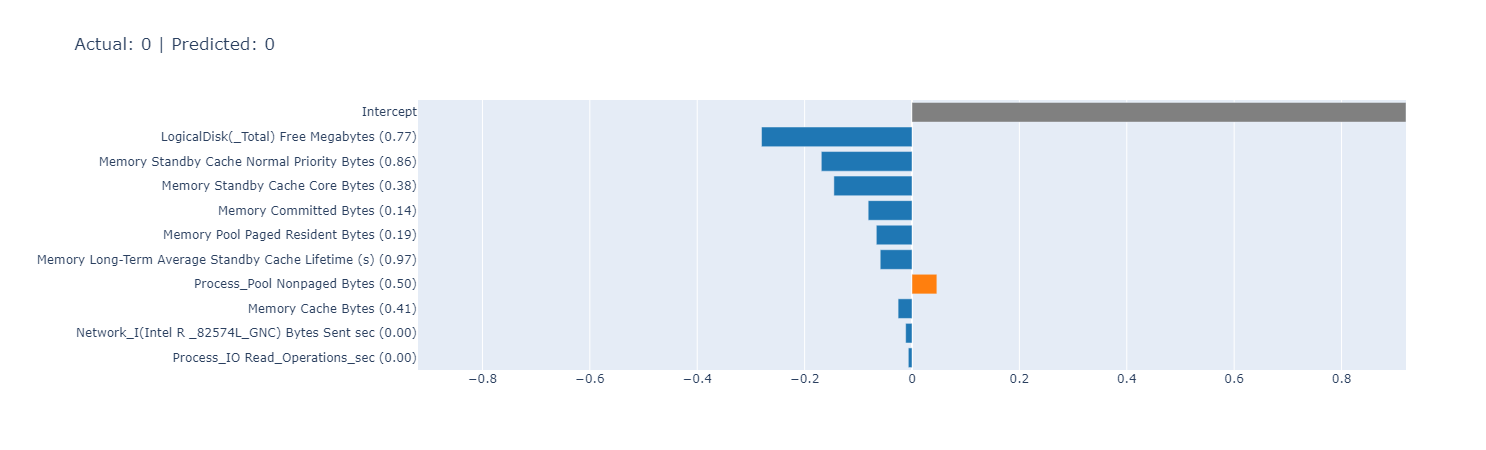 Actual: 0 | Predicted: 0
Intercept
LogicalDisk(_Total) Free Megabytes (0.77)
Memory Standby Cache Normal Priority Bytes (0.86)
Memory Standby Cache Core Bytes (0.38)
Memory Committed Bytes (0.14)
Memory Pool Paged Resident Bytes (0.19)
Memory Long-Term Average Standby Cache Lifetime (s) (0.97)
Process_Pool Nonpaged Bytes (0.50)
Memory Cache Bytes (0.41)
Network_I(Intel R _82574L_GNC) Bytes Sent sec (0.00)
Process_IO Read_Operations_sec (0.00)
−0.8 −0.6 −0.4 −0.2 0 0.2 0.4 0.6 0.8